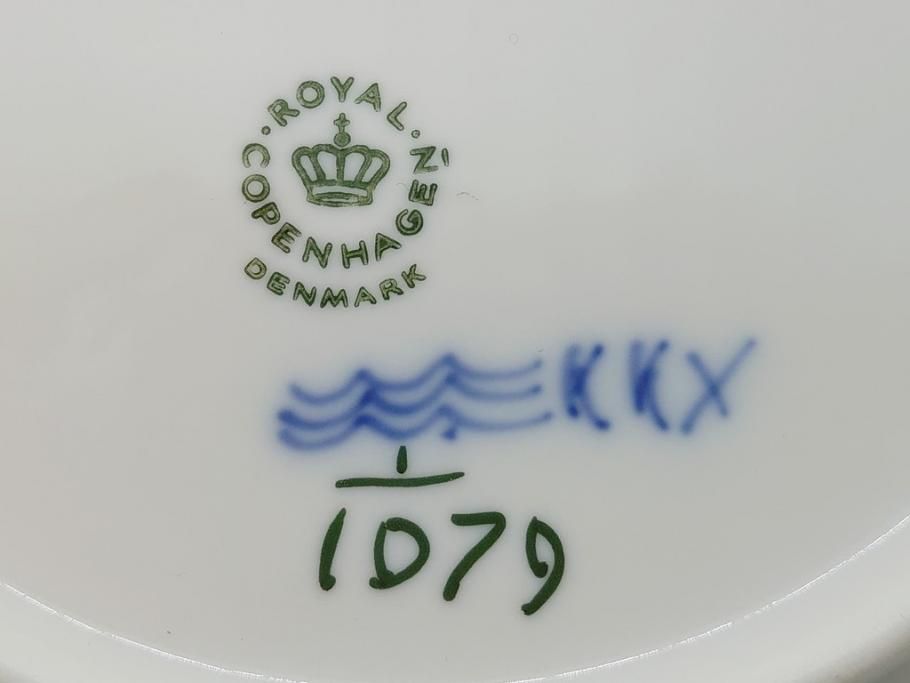 ROYAL.
COPENHAGEN
DENMARK
KKX
1
1079